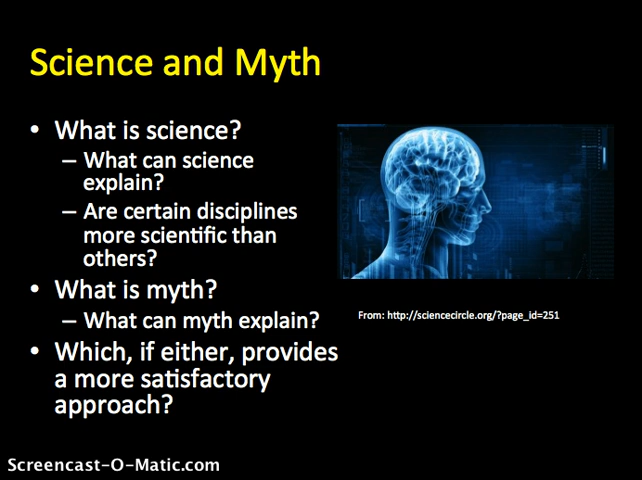 Science and Myth
• What is science?
– What can science
explain?
– Are certain disciplines
more scientific than
others?
• What is myth?
– What can myth explain?
• Which, if either, provides
a more satisfactory
approach?
From: http://sciencecircle.org/?page_id=251
Screencast-O-Matic.com